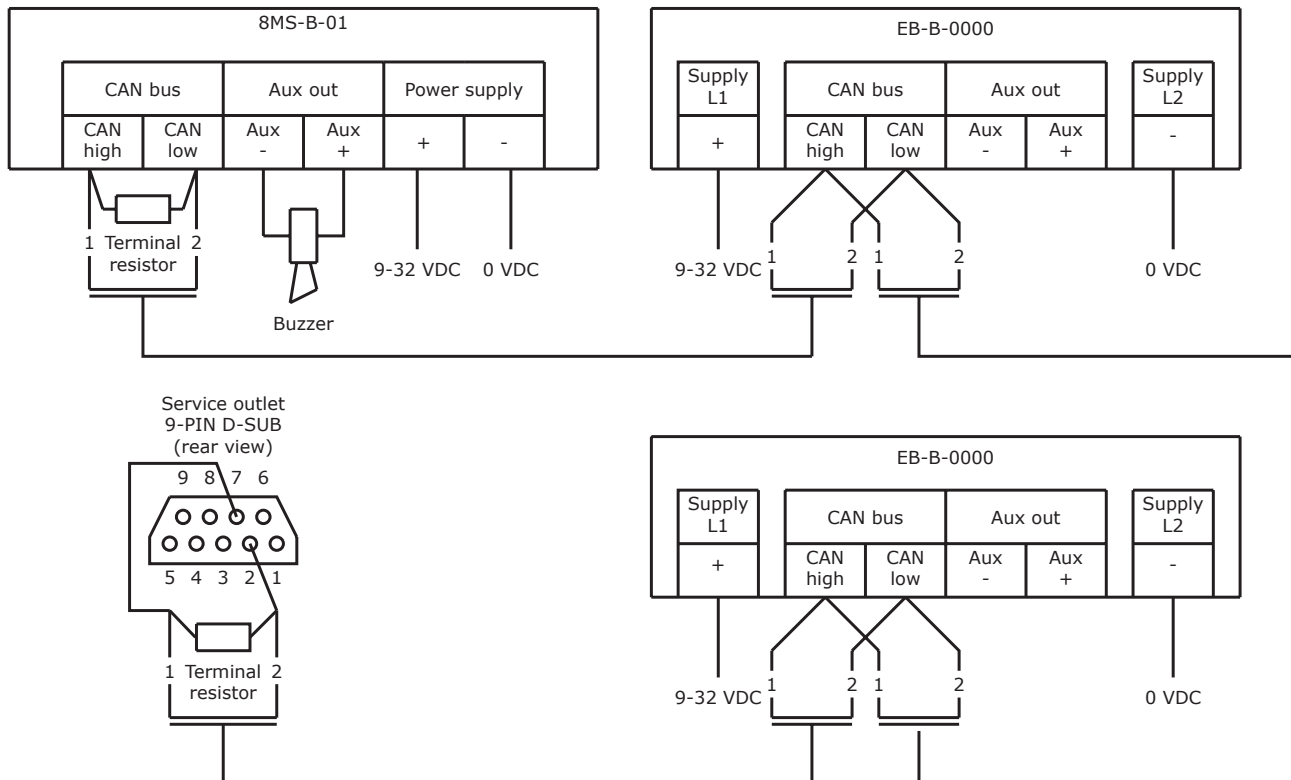 8MS-B-01
CAN bus
Aux out
Power supply
CAN
high
CAN
low
Aux
-
Aux
+
+
-
1 Terminal 2
resistor
Buzzer
9-32 VDC
0 VDC
EB-B-0000
Supply
L1
CAN bus
Aux out
Supply
L2
+
CAN
high
CAN
low
Aux
-
Aux
+
-
9-32 VDC
1
2
1
2
0 VDC
Service outlet
9-PIN D-SUB
(rear view)
9 8 7 6
5 4 3 2 1
1 Terminal 2
resistor
EB-B-0000
Supply
L1
CAN bus
Aux out
Supply
L2
+
CAN
high
CAN
low
Aux
-
Aux
+
-
9-32 VDC
1
2
1
2
0 VDC